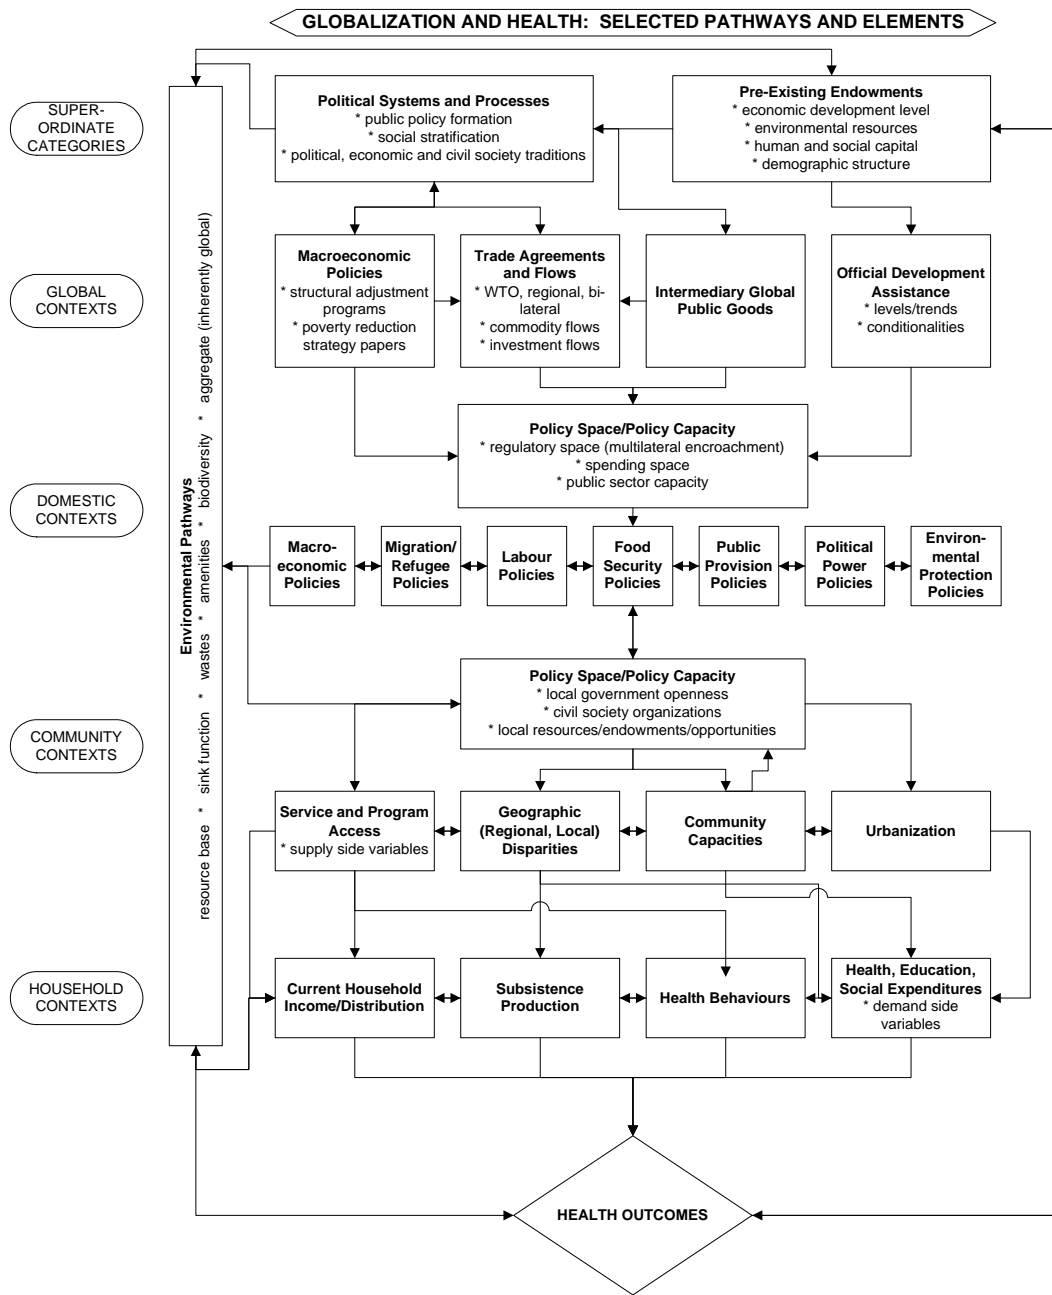 GLOBALIZATION AND HEALTH: SELECTED PATHWAYS AND ELEMENTS
SUPER-
ORDINATE
CATEGORIES
Political Systems and Processes
* public policy formation
* social stratification
* political, economic and civil society traditions
Pre-Existing Endowments
* economic development level
* environmental resources
* human and social capital
* demographic structure
GLOBAL
CONTEXTS
Macroeconomic
Policies
* structural adjustment
programs
* poverty reduction
strategy papers
Trade Agreements
and Flows
* WTO, regional, bi-
lateral
* commodity flows
* investment flows
Intermediary Global
Public Goods
Official Development
Assistance
* levels/trends
* conditionalities
Environmental Pathways
resource base * sink function * wastes * amenities * biodiversity * aggregate (inherently global)
DOMESTIC
CONTEXTS
Policy Space/Policy Capacity
* regulatory space (multilateral encroachment)
* spending space
* public sector capacity
Macro-
economic
Policies
Migration/
Refugee
Policies
Labour
Policies
Food
Security
Policies
Public
Provision
Policies
Political
Power
Policies
Environ-
mental
Protection
Policies
COMMUNITY
CONTEXTS
Policy Space/Policy Capacity
* local government openness
* civil society organizations
* local resources/endowments/opportunities
Service and Program
Access
* supply side variables
Geographic
(Regional, Local)
Disparities
Community
Capacities
Urbanization
HOUSEHOLD
CONTEXTS
Current Household
Income/Distribution
Subsistence
Production
Health Behaviours
Health, Education,
Social Expenditures
* demand side
variables
HEALTH OUTCOMES